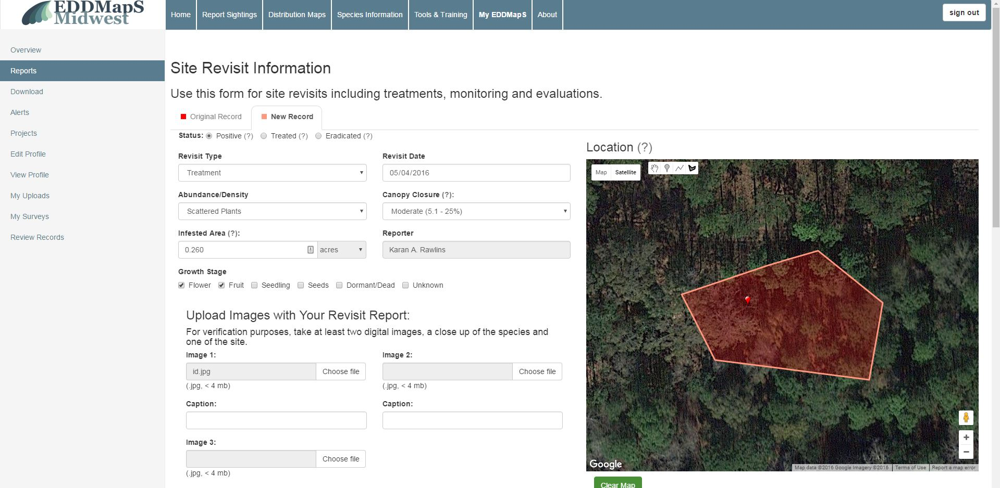 EDDMapS
Midwest
Home
Report Sightings
Distribution Maps
Species Information
Tools & Training
My EDDMapS
About
sign out
Overview
Reports
Download
Alerts
Projects
Edit Profile
View Profile
My Uploads
My Surveys
Review Records
Site Revisit Information
Use this form for site revisits including treatments, monitoring and evaluations.
Original Record
New Record
Status: Positive (?) Treated (?) Eradicated (?)
Revisit Type
Treatment
Revisit Date
05/04/2016
Abundance/Density
Scattered Plants
Canopy Closure (?):
Moderate (5.1 - 25%)
Infested Area (?):
0.260 acres
Reporter
Karan A. Rawlins
Growth Stage
Flower Fruit Seedling Seeds Dormant/Dead Unknown
Upload Images with Your Revisit Report:
For verification purposes, take at least two digital images, a close up of the species and
one of the site.
Image 1:
id.jpg Choose file
(.jpg, < 4 mb)
Image 2:
Choose file
(.jpg, < 4 mb)
Caption:
Caption:
Image 3:
Choose file
(.jpg, < 4 mb)
Location (?)
Map Satellite
Google
Map data ©2016 Google Imagery ©2016 Terms of Use Report a map error
Clear Map